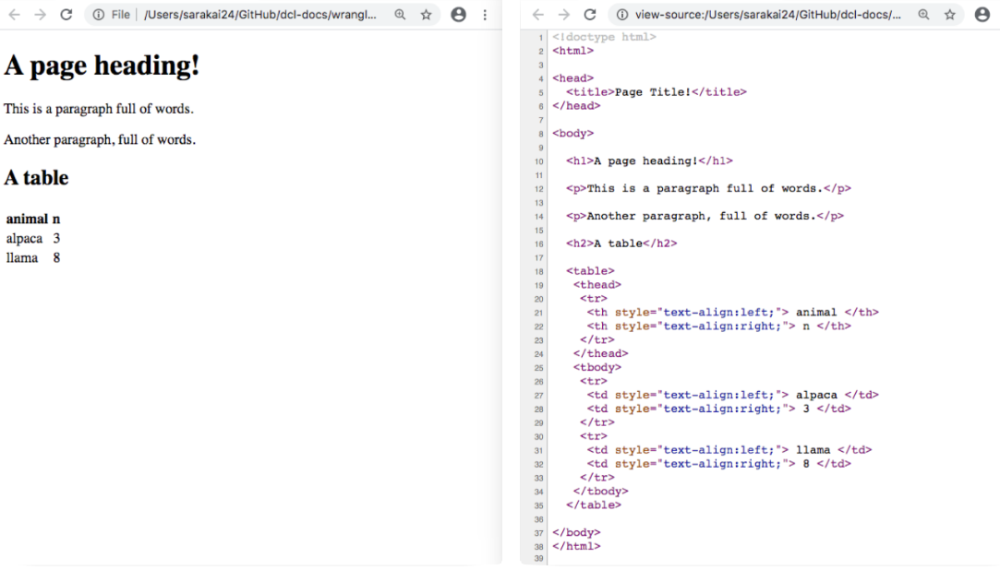 File | /Users/sarakai24/GitHub/dcl-docs/wrangl...
A page heading!
This is a paragraph full of words.
Another paragraph, full of words.
A table
animal n
alpaca 3
llama 8
view-source:/Users/sarakai24/GitHub/dcl-docs/...
1 <!doctype html>
2 <html>
3
4 <head>
5 <title>Page Title!</title>
6 </head>
7
8 <body>
9
10 <h1>A page heading!</h1>
11
12 <p>This is a paragraph full of words.</p>
13
14 <p>Another paragraph, full of words.</p>
15
16 <h2>A table</h2>
17
18 <table>
19 <thead>
20 <tr>
21 <th style="text-align:left;"> animal </th>
22 <th style="text-align:right;"> n </th>
23 </tr>
24 </thead>
25 <tbody>
26 <tr>
27 <td style="text-align:left;"> alpaca </td>
28 <td style="text-align:right;"> 3 </td>
29 </tr>
30 <tr>
31 <td style="text-align:left;"> llama </td>
32 <td style="text-align:right;"> 8 </td>
33 </tr>
34 </tbody>
35 </table>
36
37 </body>
38 </html>
39